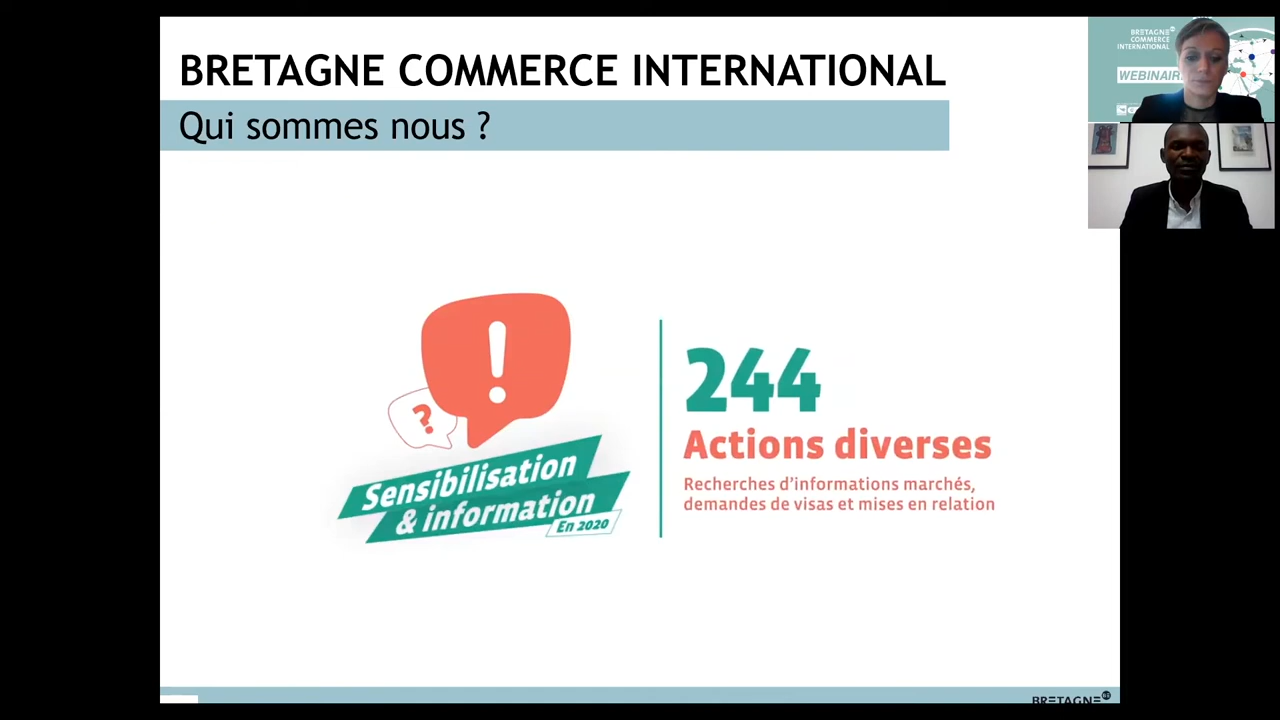 BRETAGNE COMMERCE INTERNATIONAL
Qui sommes nous ?
BRETAGNE
COMMERCE
INTERNATIONAL
WEBINAIR
!
?
Sensibilisation
& information
En 2020
244
Actions diverses
Recherches d'informations marchés,
demandes de visas et mises en relation
BRETAGNE